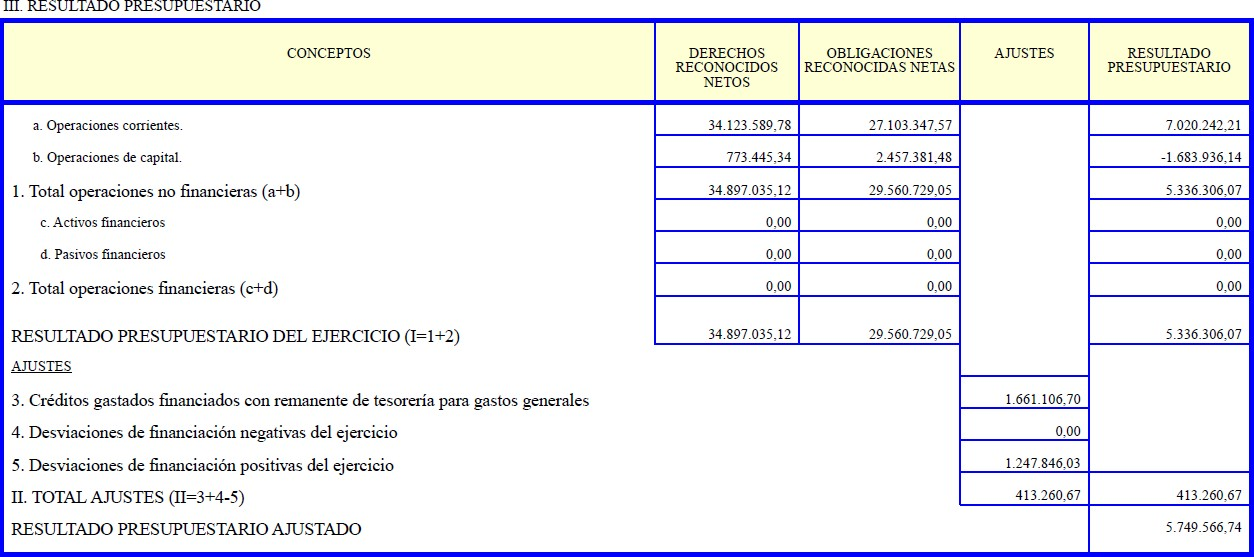 III. RESULTADO PRESUPUESTARIO
CONCEPTOS DERECHOS RECONOCIDOS NETOS OBLIGACIONES RECONOCIDAS NETAS AJUSTES RESULTADO PRESUPUESTARIO
a. Operaciones corrientes. 34.123.589,78 27.103.347,57 7.020.242,21
b. Operaciones de capital. 773.445,34 2.457.381,48 -1.683.936,14
1. Total operaciones no financieras (a+b) 34.897.035,12 29.560.729,05 5.336.306,07
c. Activos financieros 0,00 0,00 0,00
d. Pasivos financieros 0,00 0,00 0,00
2. Total operaciones financieras (c+d) 0,00 0,00 0,00
RESULTADO PRESUPUESTARIO DEL EJERCICIO (I=1+2) 34.897.035,12 29.560.729,05 5.336.306,07
AJUSTES
3. Créditos gastados financiados con remanente de tesorería para gastos generales 1.661.106,70
4. Desviaciones de financiación negativas del ejercicio 0,00
5. Desviaciones de financiación positivas del ejercicio 1.247.846,03
II. TOTAL AJUSTES (II=3+4-5) 413.260,67 413.260,67
RESULTADO PRESUPUESTARIO AJUSTADO 5.749.566,74